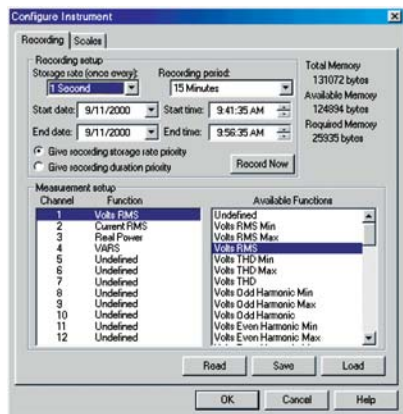 Configure Instrument
Recording Scales
Recording setup
Storage rate (once every): Recording period:
1 Second 15 Minutes
Start date: 9/11/2000 Start time: 9:41:35 AM
End date: 9/11/2000 End time: 9:56:35 AM
Give recording storage rate priority
Give recording duration priority
Record Now
Total Memory
131072 bytes
Available Memory
124894 bytes
Required Memory
25935 bytes
Measurement setup
Channel Function
1 Volts RMS
2 Current RMS
3 Real Power
4 VARS
5 Undefined
6 Undefined
7 Undefined
8 Undefined
9 Undefined
10 Undefined
11 Undefined
12 Undefined
Available Functions
Undefined
Volts RMS Min
Volts RMS Max
Volts RMS
Volts THD Min
Volts THD Max
Volts THD
Volts Odd Harmonic Min
Volts Odd Harmonic Max
Volts Odd Harmonic
Volts Even Harmonic Min
Volts Even Harmonic Max
Read Save Load
OK Cancel Help